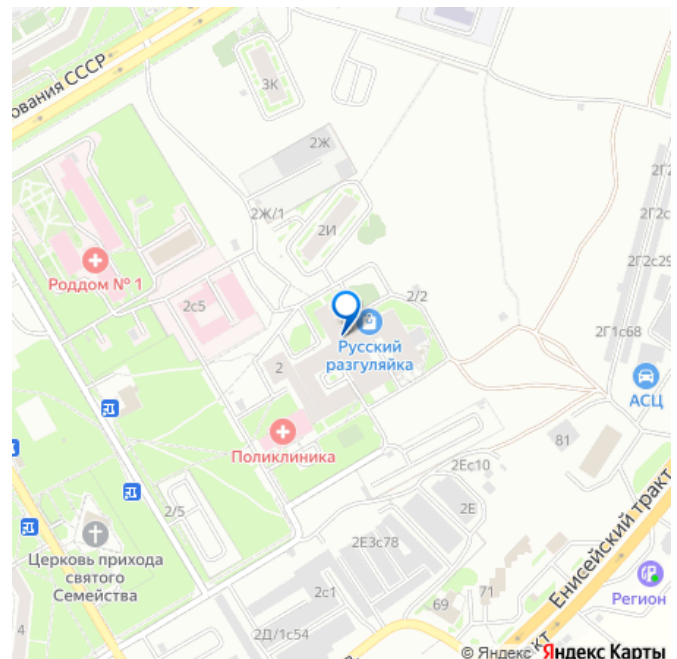 ования СССР
3К
2Ж
2Г2
2Ж/1
2Г2с
2И
2Г2с29
Роддом № 1
2с5
2/2
2Г1с68
Русский
разгуляйка
2
АСЦ
Поликлиника
81
2Ес10
2/5
2Е
Енисейский тракт
2Е3с78
Церковь прихода
святого
Семейства
Регион
2с1
71
69
4
2Д/1с54
кт
© Яндекс Яндекс Карты